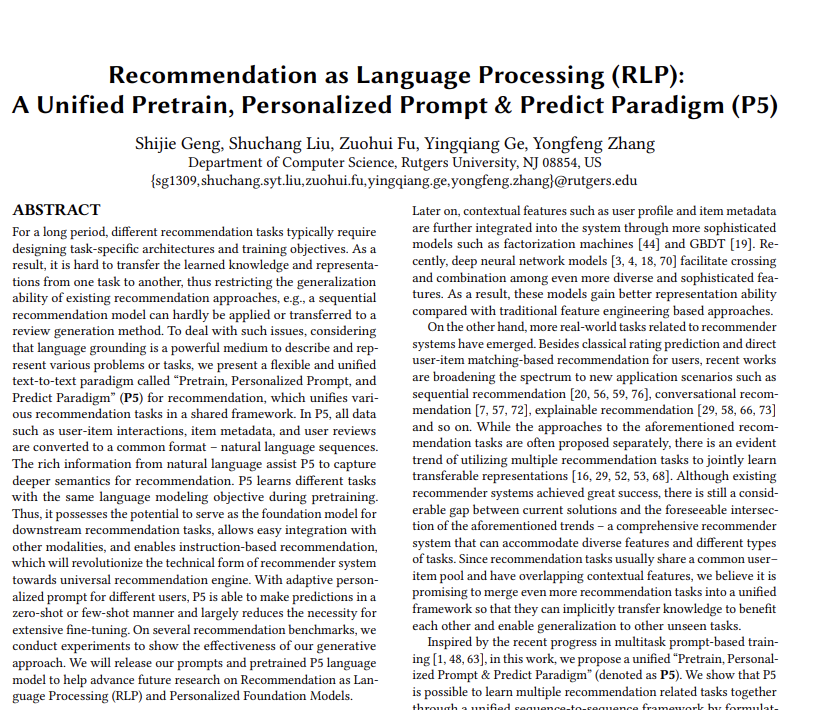 Recommendation as Language Processing (RLP):
A Unified Pretrain, Personalized Prompt & Predict Paradigm (P5)
Shijie Geng, Shuchang Liu, Zuohui Fu, Yingqiang Ge, Yongfeng Zhang
Department of Computer Science, Rutgers University, NJ 08854, US
{sg1309,shuchang.syt.liu,zuohui.fu,yingqiang.ge,yongfeng.zhang}@rutgers.edu
ABSTRACT
For a long period, different recommendation tasks typically require
designing task-specific architectures and training objectives. As a
result, it is hard to transfer the learned knowledge and representa-
tions from one task to another, thus restricting the generalization
ability of existing recommendation approaches, e.g., a sequential
recommendation model can hardly be applied or transferred to a
review generation method. To deal with such issues, considering
that language grounding is a powerful medium to describe and rep-
resent various problems or tasks, we present a flexible and unified
text-to-text paradigm called “Pretrain, Personalized Prompt, and
Predict Paradigm” (P5) for recommendation, which unifies vari-
ous recommendation tasks in a shared framework. In P5, all data
such as user-item interactions, item metadata, and user reviews
are converted to a common format – natural language sequences.
The rich information from natural language assist P5 to capture
deeper semantics for recommendation. P5 learns different tasks
with the same language modeling objective during pretraining.
Thus, it possesses the potential to serve as the foundation model for
downstream recommendation tasks, allows easy integration with
other modalities, and enables instruction-based recommendation,
which will revolutionize the technical form of recommender system
towards universal recommendation engine. With adaptive person-
alized prompt for different users, P5 is able to make predictions in a
zero-shot or few-shot manner and largely reduces the necessity for
extensive fine-tuning. On several recommendation benchmarks, we
conduct experiments to show the effectiveness of our generative
approach. We will release our prompts and pretrained P5 language
model to help advance future research on Recommendation as Lan-
guage Processing (RLP) and Personalized Foundation Models.
Later on, contextual features such as user profile and item metadata
are further integrated into the system through more sophisticated
models such as factorization machines [44] and GBDT [19]. Re-
cently, deep neural network models [3, 4, 18, 70] facilitate crossing
and combination among even more diverse and sophisticated fea-
tures. As a result, these models gain better representation ability
compared with traditional feature engineering based approaches.
On the other hand, more real-world tasks related to recommender
systems have emerged. Besides classical rating prediction and direct
user-item matching-based recommendation for users, recent works
are broadening the spectrum to new application scenarios such as
sequential recommendation [20, 56, 59, 76], conversational recom-
mendation [7, 57, 72], explainable recommendation [29, 58, 66, 73]
and so on. While the approaches to the aforementioned recom-
mendation tasks are often proposed separately, there is an evident
trend of utilizing multiple recommendation tasks to jointly learn
transferable representations [16, 29, 52, 53, 68]. Although existing
recommender systems achieved great success, there is still a consid-
erable gap between current solutions and the foreseeable intersec-
tion of the aforementioned trends – a comprehensive recommender
system that can accommodate diverse features and different types
of tasks. Since recommendation tasks usually share a common user–
item pool and have overlapping contextual features, we believe it is
promising to merge even more recommendation tasks into a unified
framework so that they can implicitly transfer knowledge to benefit
each other and enable generalization to other unseen tasks.
Inspired by the recent progress in multitask prompt-based train-
ing [1, 48, 63], in this work, we propose a unified “Pretrain, Personal-
ized Prompt & Predict Paradigm” (denoted as P5). We show that P5
is possible to learn multiple recommendation related tasks together
through a unified sequence-to-sequence framework by formulat-